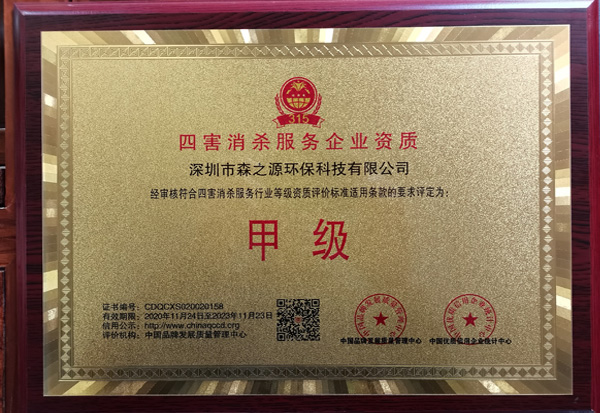 315
四害消杀服务企业资质
深圳市森之源环保科技有限公司
经审核符合四害消杀服务行业等级资质评价标准适用条款的要求评定为：
甲级
证书编号：CDQCXS020020158
有效期限：2020年11月24日至2023年11月23日
信用公示：http://www.chinaqccd.org
评价机构：中国品牌发展质量管理中心
中国品牌发展质量管理中心
中国优质信用企业统计中心